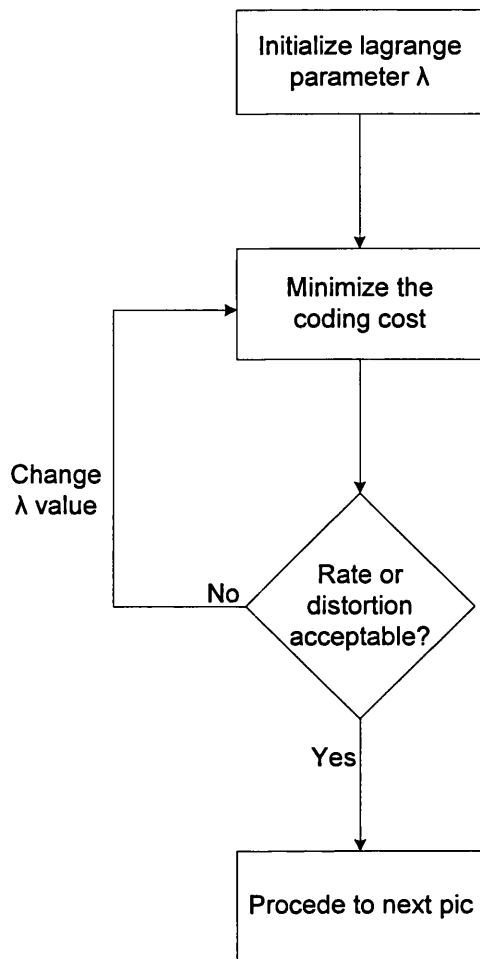 Initialize lagrange
parameter λ
Minimize the
coding cost
Change
λ value
No
Rate or
distortion
acceptable?
Yes
Procede to next pic